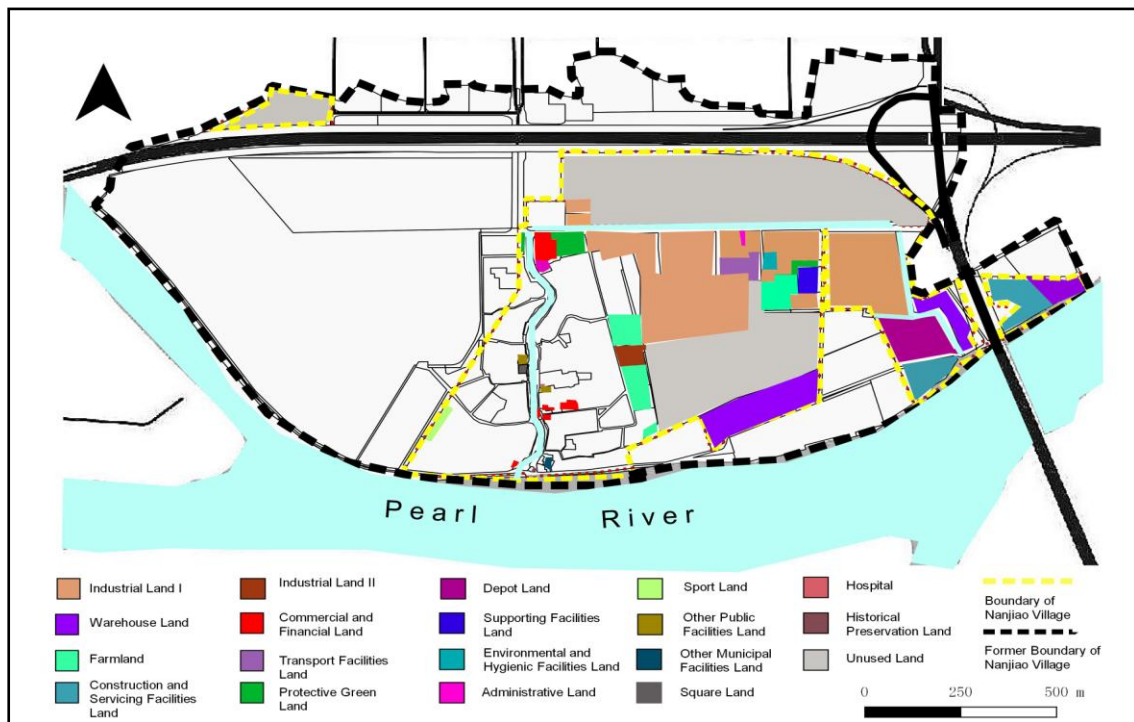 Pearl River
Industrial Land I
Industrial Land II
Depot Land
Sport Land
Hospital
Boundary of
Nanjiao Village
Warehouse Land
Commercial and
Financial Land
Supporting Facilities
Land
Other Public
Facilities Land
Historical
Preservation Land
Former Boundary of
Nanjiao Village
Farmland
Transport Facilities
Land
Environmental and
Hygienic Facilities Land
Other Municipal
Facilities Land
Unused Land
Construction and
Servicing Facilities
Land
Protective Green
Land
Administrative Land
Square Land
0 250 500 m